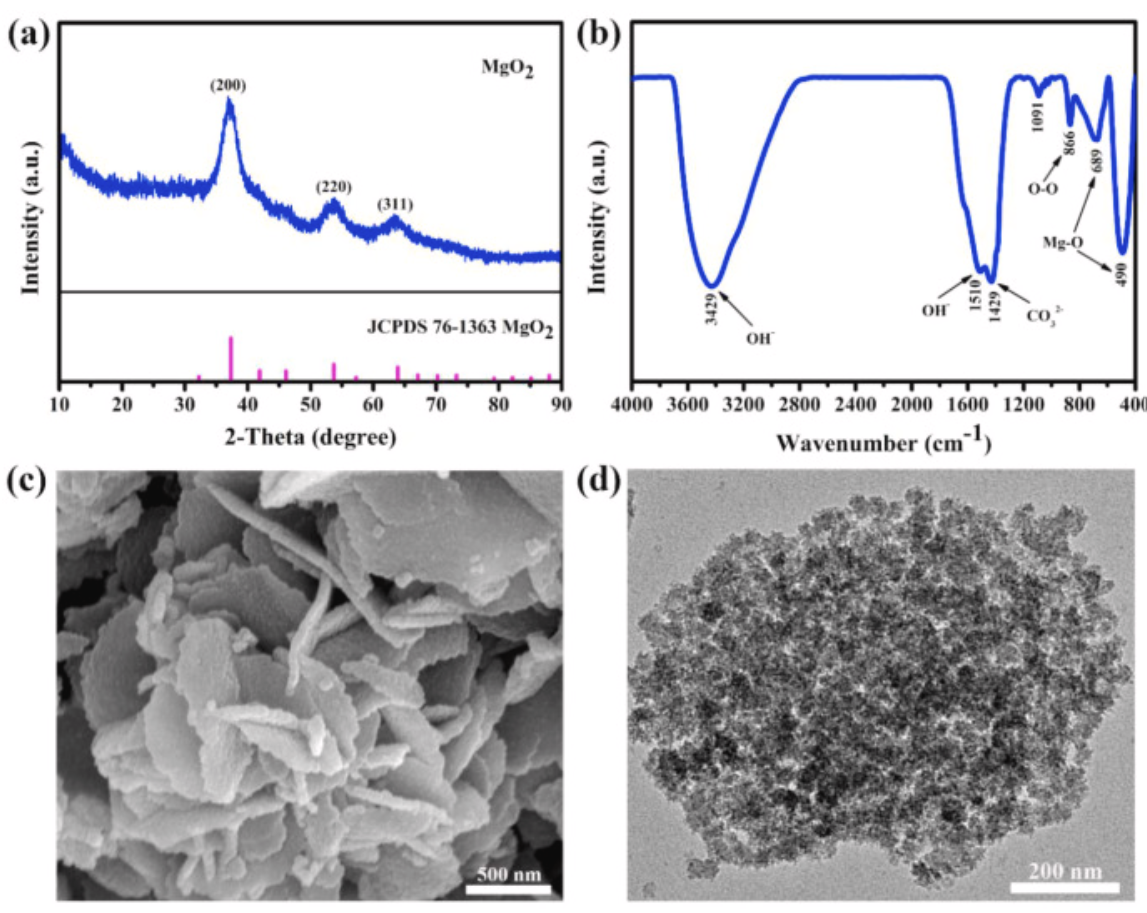 (a)
MgO₂
(200)
(220)
(311)
Intensity (a.u.)
JCPDS 76-1363 MgO₂
10 20 30 40 50 60 70 80 90
2-Theta (degree)
(b)
Intensity (a.u.)
3429
OH⁻
OH⁻
1510
1429
CO₃²⁻
1091
866
O-O
689
Mg-O
490
4000 3600 3200 2800 2400 2000 1600 1200 800 400
Wavenumber (cm⁻¹)
(c)
500 nm
(d)
200 nm